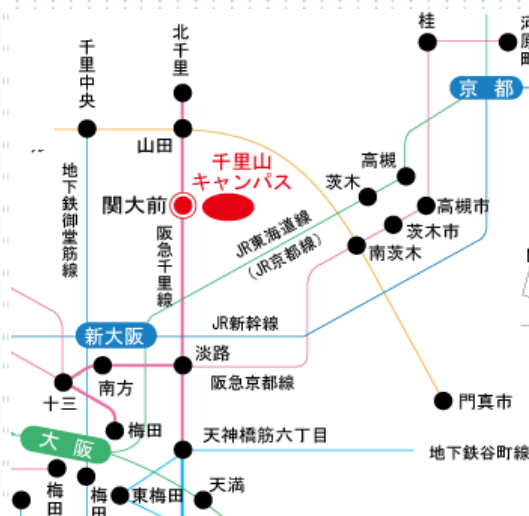 桂
北千里
千里中央
京都
山田
千里山
キャンパス
高槻
茨木
関大前
高槻市
茨木市
南茨木
地下鉄御堂筋線
阪急千里線
JR東海道線
(JR京都線)
新大阪
JR新幹線
淡路
阪急京都線
南方
十三
門真市
梅田
大阪
天神橋筋六丁目
地下鉄谷町線
梅田
梅田
東梅田
天満